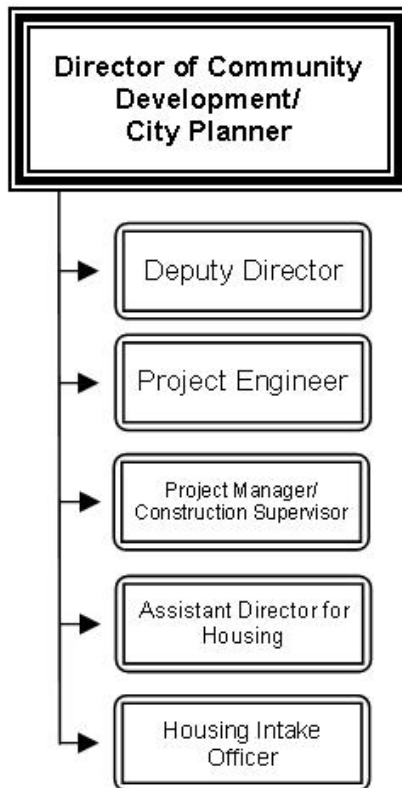 Director of Community
Development/
City Planner
Deputy Director
Project Engineer
Project Manager/
Construction Supervisor
Assistant Director for
Housing
Housing Intake
Officer